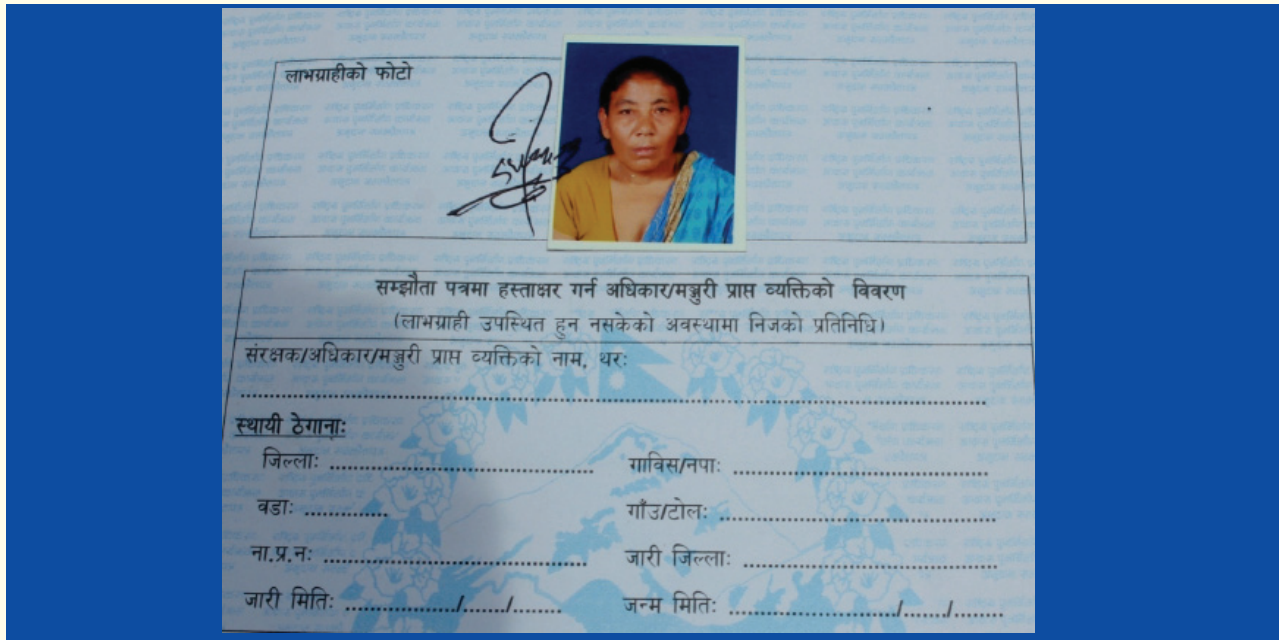 लाभग्राहीको फोटो
सम्झौता पत्रमा हस्ताक्षर गर्न अधिकार/मञ्जुरी प्राप्त व्यक्तिको विवरण
(लाभग्राही उपस्थित हुन नसकेको अवस्थामा निजको प्रतिनिधि)
संरक्षक/अधिकार/मञ्जुरी प्राप्त व्यक्तिको नाम, थरः
स्थायी ठेगानाः
जिल्लाः ........................................ गाविस/नपाः ........................................
वडाः ............. गाँउ/टोलः ........................................
ना.प्र.नः ........................................ जारी जिल्लाः ........................................
जारी मितिः ................/......./........ जन्म मितिः ........................./......./........